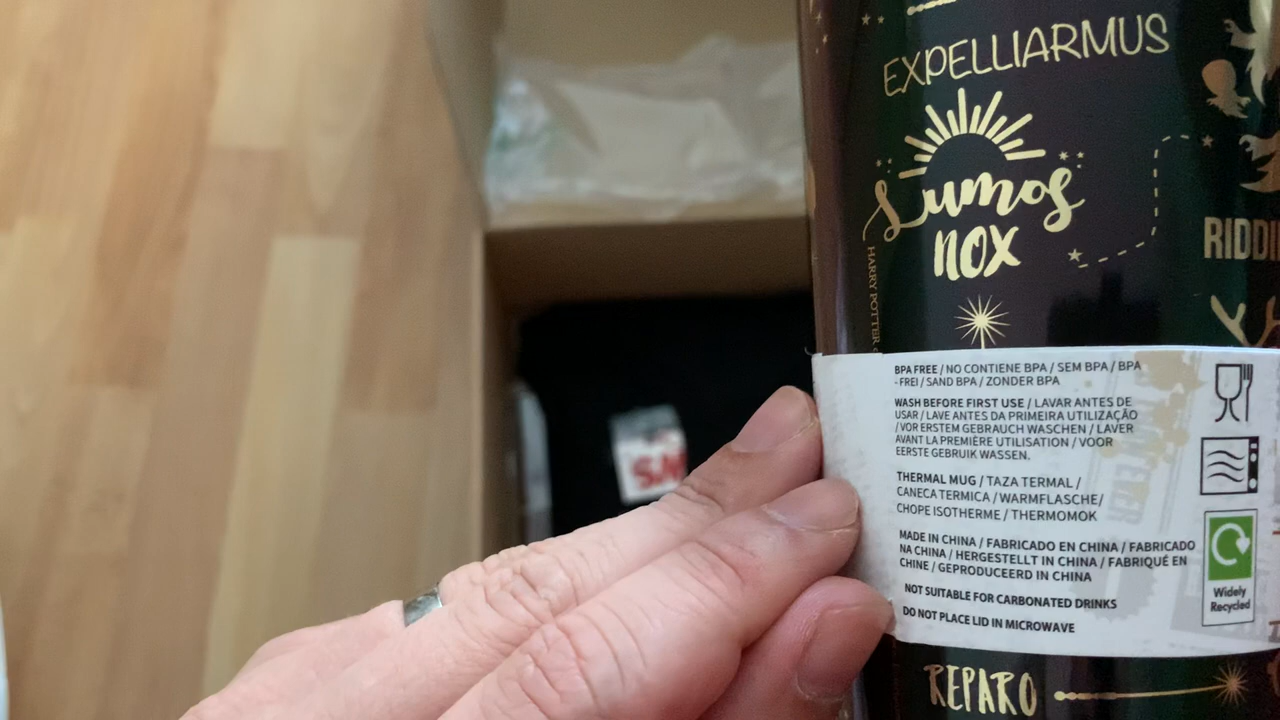 EXPELLIARMUS
Lumos
NOX
HARRY POTTER
RIDDI
BPA FREE / NO CONTIENE BPA / SEM BPA / BPA
- FREI / SAND BPA / ZONDER BPA
WASH BEFORE FIRST USE / LAVAR ANTES DE
USAR / LAVE ANTES DA PRIMEIRA UTILIZAÇÃO
/ VOR ERSTEM GEBRAUCH WASCHEN / LAVER
AVANT LA PREMIÈRE UTILISATION / VOOR
EERSTE GEBRUIK WASSEN.
THERMAL MUG / TAZA TERMAL /
CANECA TERMICA / WARMFLASCHE/
CHOPE ISOTHERME / THERMOMOK
MADE IN CHINA / FABRICADO EN CHINA / FABRICADO
NA CHINA / HERGESTELLT IN CHINA / FABRIQUÉ EN
CHINE / GEPRODUCEERD IN CHINA
NOT SUITABLE FOR CARBONATED DRINKS
DO NOT PLACE LID IN MICROWAVE
Widely
Recycled
REPARO